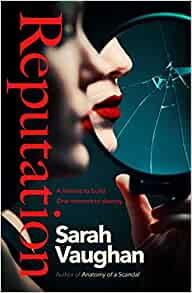 Reputation
A lifetime to build.
One moment to destroy.
Sarah
Vaughan
Author of Anatomy of a Scandal